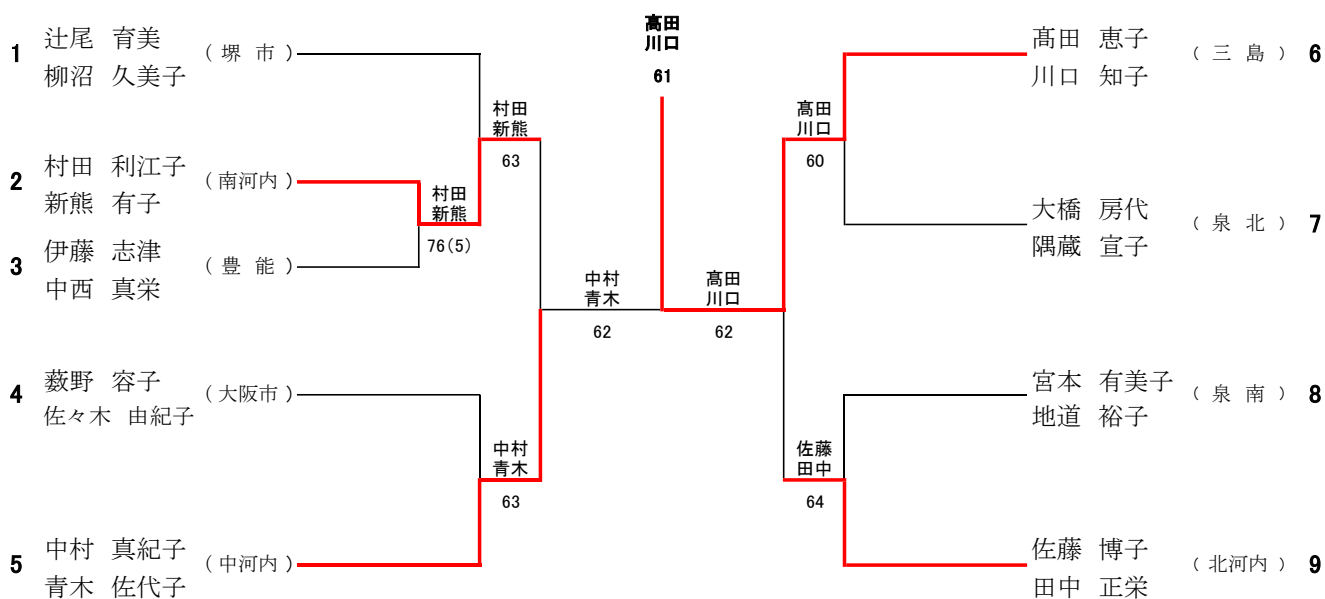 髙田
川口
61
1 辻尾 育美 (堺市)
柳沼 久美子
2 村田 利江子 (南河内)
新熊 有子
3 伊藤 志津 (豊能)
中西 真栄
4 薮野 容子 (大阪市)
佐々木 由紀子
5 中村 真紀子 (中河内)
青木 佐代子
村田
新熊
76(5)
村田
新熊
63
中村
青木
63
中村
青木
62
髙田
川口
62
髙田
川口
60
佐藤
田中
64
髙田 恵子 (三島) 6
川口 知子
大橋 房代 (泉北) 7
隅蔵 宣子
宮本 有美子 (泉南) 8
地道 裕子
佐藤 博子 (北河内) 9
田中 正栄